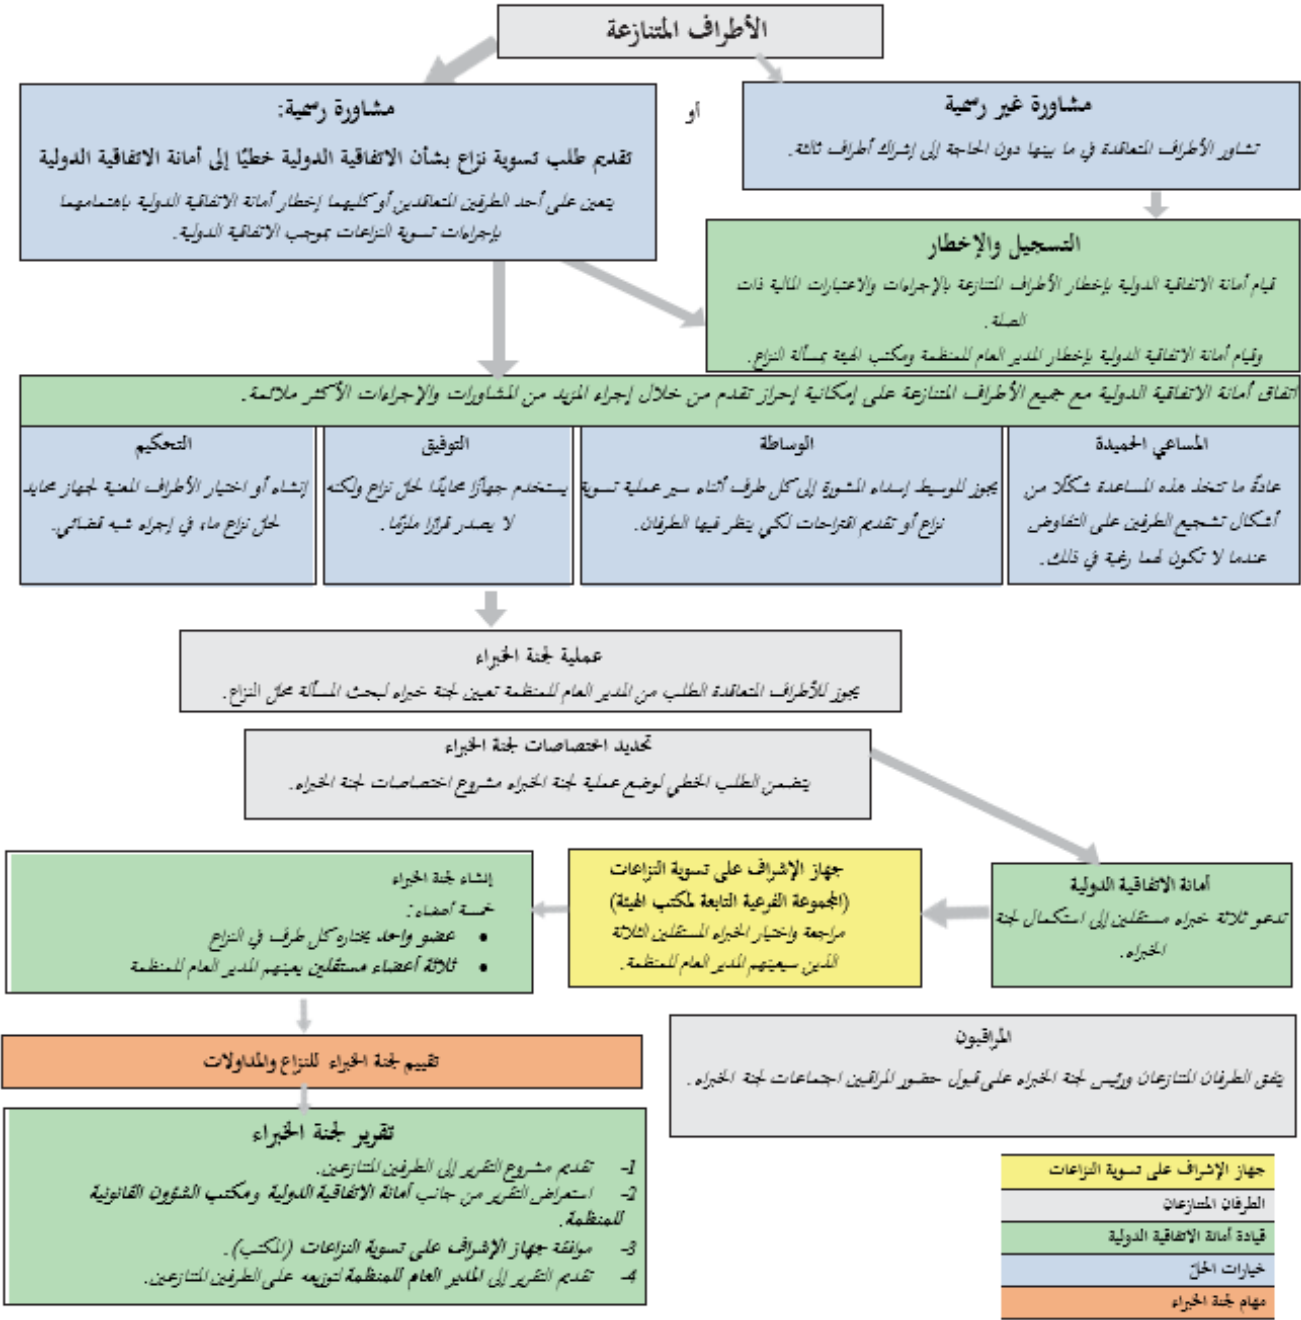 الأطراف المتنازعة
مشاورة غير رسمية
تشاور الأطراف المتعاقدة في ما بينها دون الحاجة إلى إشراك أطراف ثالثة.
أو
مشاورة رسمية:
تقديم طلب تسوية نزاع بشأن الاتفاقية الدولية خطيًا إلى أمانة الاتفاقية الدولية
يتعين على أحد الطرفين المتعاقدين أو كليهما إخطار أمانة الاتفاقية الدولية باهتمامهما
بإجراءات تسوية النزاعات بموجب الاتفاقية الدولية.
التسجيل والإخطار
قيام أمانة الاتفاقية الدولية بإخطار الأطراف المتنازعة بالإجراءات والاعتبارات المالية ذات
الصلة.
وقيام أمانة الاتفاقية الدولية بإخطار المدير العام للمنظمة ومكتب الهيئة بمسألة النزاع.
اتفاق أمانة الاتفاقية الدولية مع جميع الأطراف المتنازعة على إمكانية إحراز تقدم من خلال إجراء المزيد من المشاورات والإجراءات الأكثر ملائمة.
المساعي الحميدة
عادةً ما تتخذ هذه المساعدة شكلًا من
أشكال تشجيع الطرفين على التفاوض
عندما لا تكون لهما رغبة في ذلك.
الوساطة
يجوز للوسيط إسداء المشورة إلى كل طرف أثناء سير عملية تسوية
نزاع أو تقديم اقتراحات لكي ينظر فيها الطرفان.
التوفيق
يستخدم جهازًا محايدًا لحلّ نزاع ولكنه
لا يصدر قرارًا ملزمًا.
التحكيم
إنشاء أو اختيار الأطراف المعنية لجهاز محايد
لحلّ نزاع ما، في إجراء شبه قضائي.
عملية لجنة الخبراء
يجوز للأطراف المتعاقدة الطلب من المدير العام للمنظمة تعيين لجنة خبراء لبحث المسألة محلّ النزاع.
تحديد اختصاصات لجنة الخبراء
يتضمن الطلب الخطي لوضع عملية لجنة الخبراء مشروع اختصاصات لجنة الخبراء.
أمانة الاتفاقية الدولية
تدعو ثلاثة خبراء مستقلين إلى استكمال لجنة
الخبراء.
جهاز الإشراف على تسوية النزاعات
(المجموعة الفرعية التابعة لمكتب الهيئة)
مراجعة واختيار الخبراء المستقلين الثلاثة
الذين سيعينهم المدير العام للمنظمة.
إنشاء لجنة الخبراء
خمسة أعضاء:
• عضو واحد يختاره كل طرف في النزاع
• ثلاثة أعضاء مستقلين يعينهم المدير العام للمنظمة
المراقبون
يتفق الطرفان المتنازعان ورئيس لجنة الخبراء على قبول حضور المراقبين اجتماعات لجنة الخبراء.
تقييم لجنة الخبراء للنزاع والمداولات
تقرير لجنة الخبراء
1- تقديم مشروع التقرير إلى الطرفين المتنازعين.
2- استعراض التقرير من جانب أمانة الاتفاقية الدولية ومكتب الشؤون القانونية
للمنظمة.
3- موافقة جهاز الإشراف على تسوية النزاعات (المكتب).
4- تقديم التقرير إلى المدير العام للمنظمة لتوزيعه على الطرفين المتنازعين.
جهاز الإشراف على تسوية النزاعات
الطرفان المتنازعان
قيادة أمانة الاتفاقية الدولية
خيارات الحلّ
مهام لجنة الخبراء